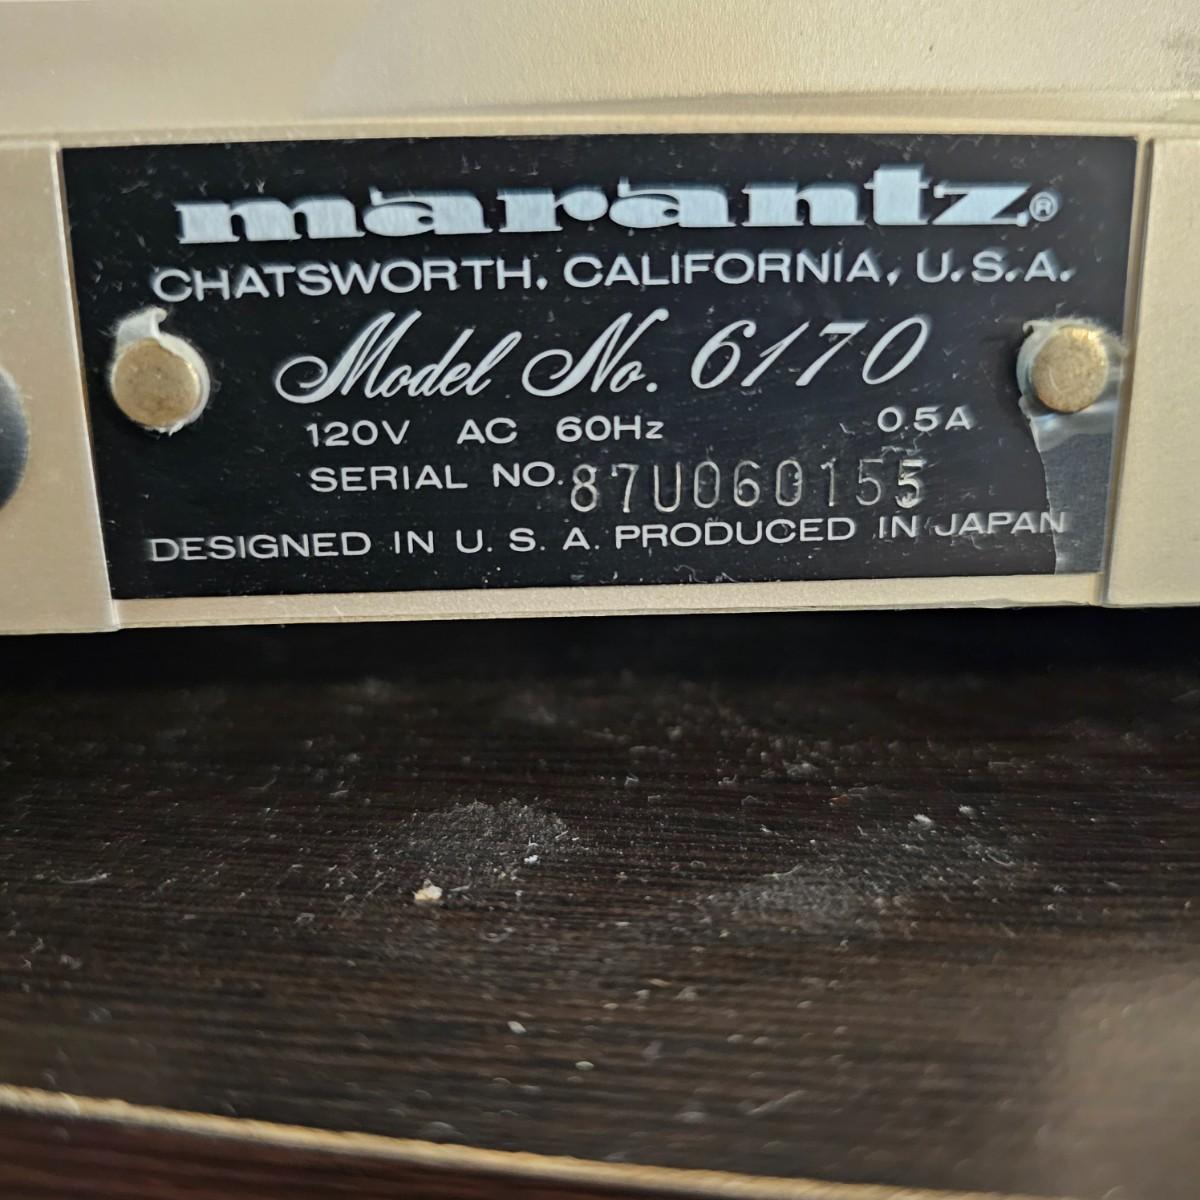 marantz®
CHATSWORTH, CALIFORNIA, U.S.A.
Model No. 6170
120V AC 60Hz 0.5A
SERIAL NO. 87U060155
DESIGNED IN U. S. A. PRODUCED IN JAPAN